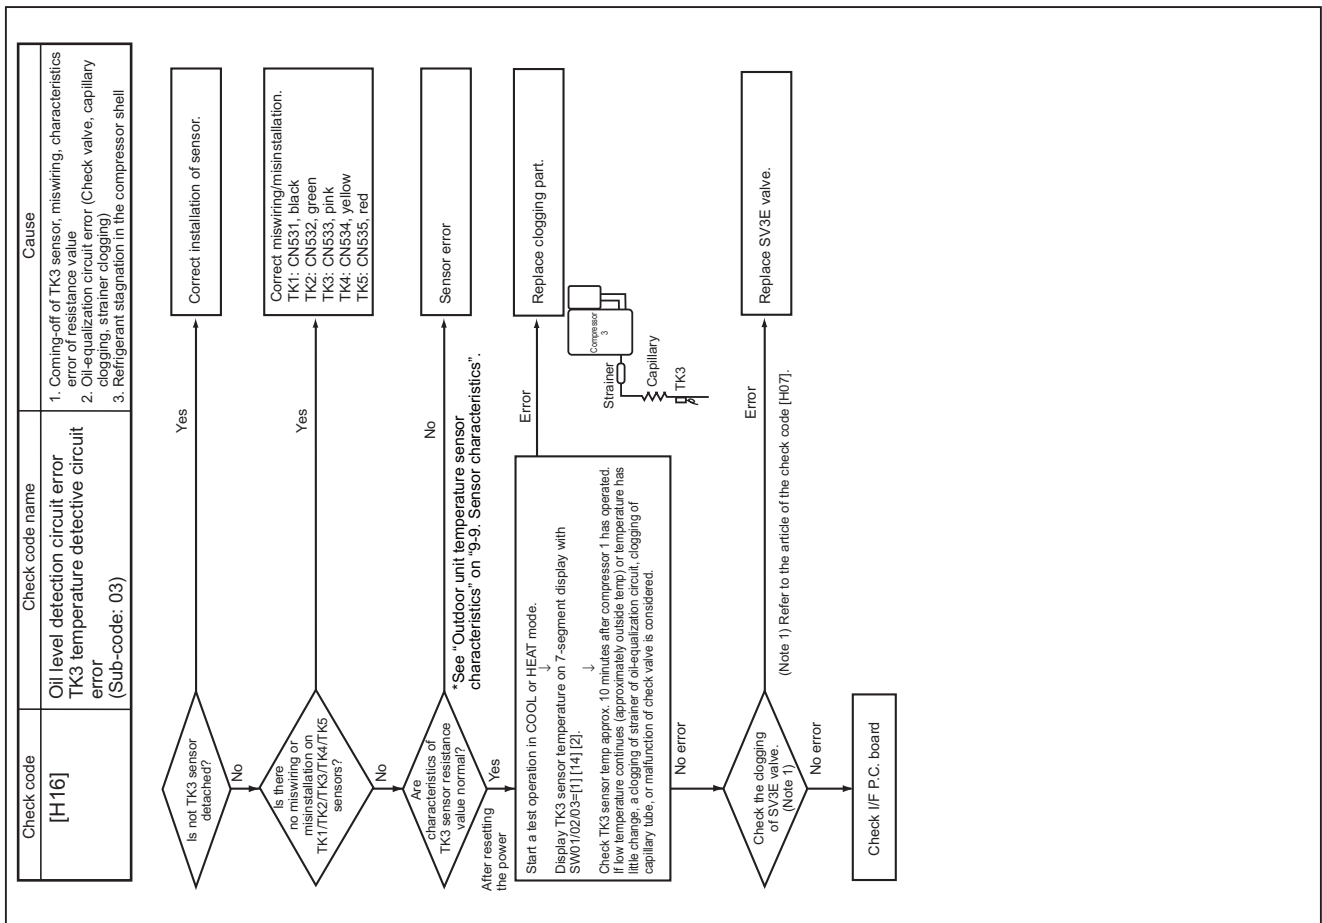 Check code
Check code name
Cause
[H16]
Oil level detection circuit error
TK3 temperature detective circuit
error
(Sub-code: 03)
1. Coming-off of TK3 sensor, miswiring, characteristics
error of resistance value
2. Oil-equalization circuit error (Check valve, capillary
clogging, strainer clogging)
3. Refrigerant stagnation in the compressor shell
Is not TK3 sensor
detached?
Yes
Correct installation of sensor.
No
Is there
no miswiring or
misinstallation on
TK1/TK2/TK3/TK4/TK5
sensors?
Yes
Correct miswiring/misinstallation.
TK1: CN531, black
TK2: CN532, green
TK3: CN533, pink
TK4: CN534, yellow
TK5: CN535, red
No
Are
characteristics of
TK3 sensor resistance
value normal?
No
Sensor error
*See “Outdoor unit temperature sensor
characteristics” on “9-9. Sensor characteristics”.
After resetting
the power
Yes
Start a test operation in COOL or HEAT mode.
↓
Display TK3 sensor temperature on 7-segment display with
SW01/02/03=[1] [14] [2].
↓
Check TK3 sensor temp approx. 10 minutes after compressor 1 has operated.
If low temperature continues (approximately outside temp) or temperature has
little change, a clogging of strainer of oil-equalization circuit, clogging of
capillary tube, or malfunction of check valve is considered.
Error
Replace clogging part.
Compressor
3
Strainer
Capillary
TK3
No error
Check the clogging
of SV3E valve.
(Note 1)
Error
Replace SV3E valve.
(Note 1) Refer to the article of the check code [H07].
No error
Check I/F P.C. board